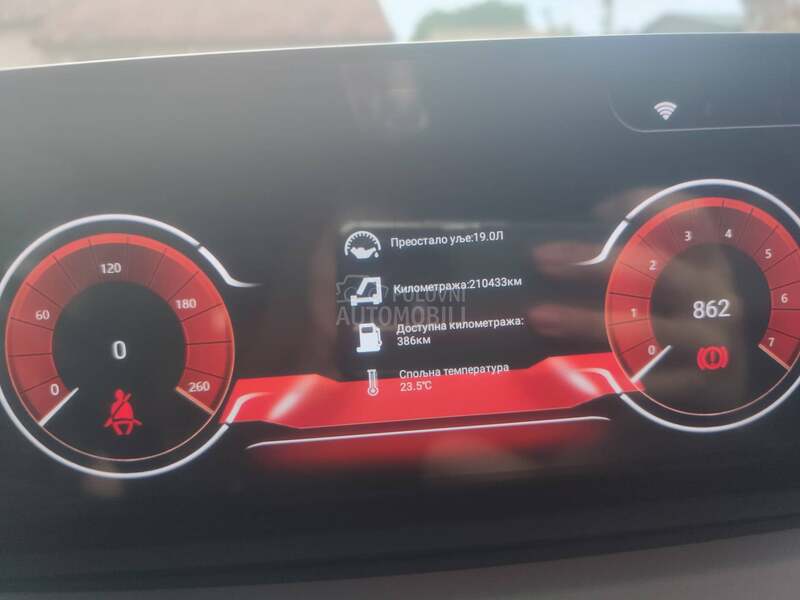 Преостало уље:19.0Л
Километража:210433км
POLOVNI
AUTOMOBILI
Доступна километража:
386км
Спољна температура
23.5℃
0
60
120
180
260
0
0
1
2
3
4
5
6
7
862